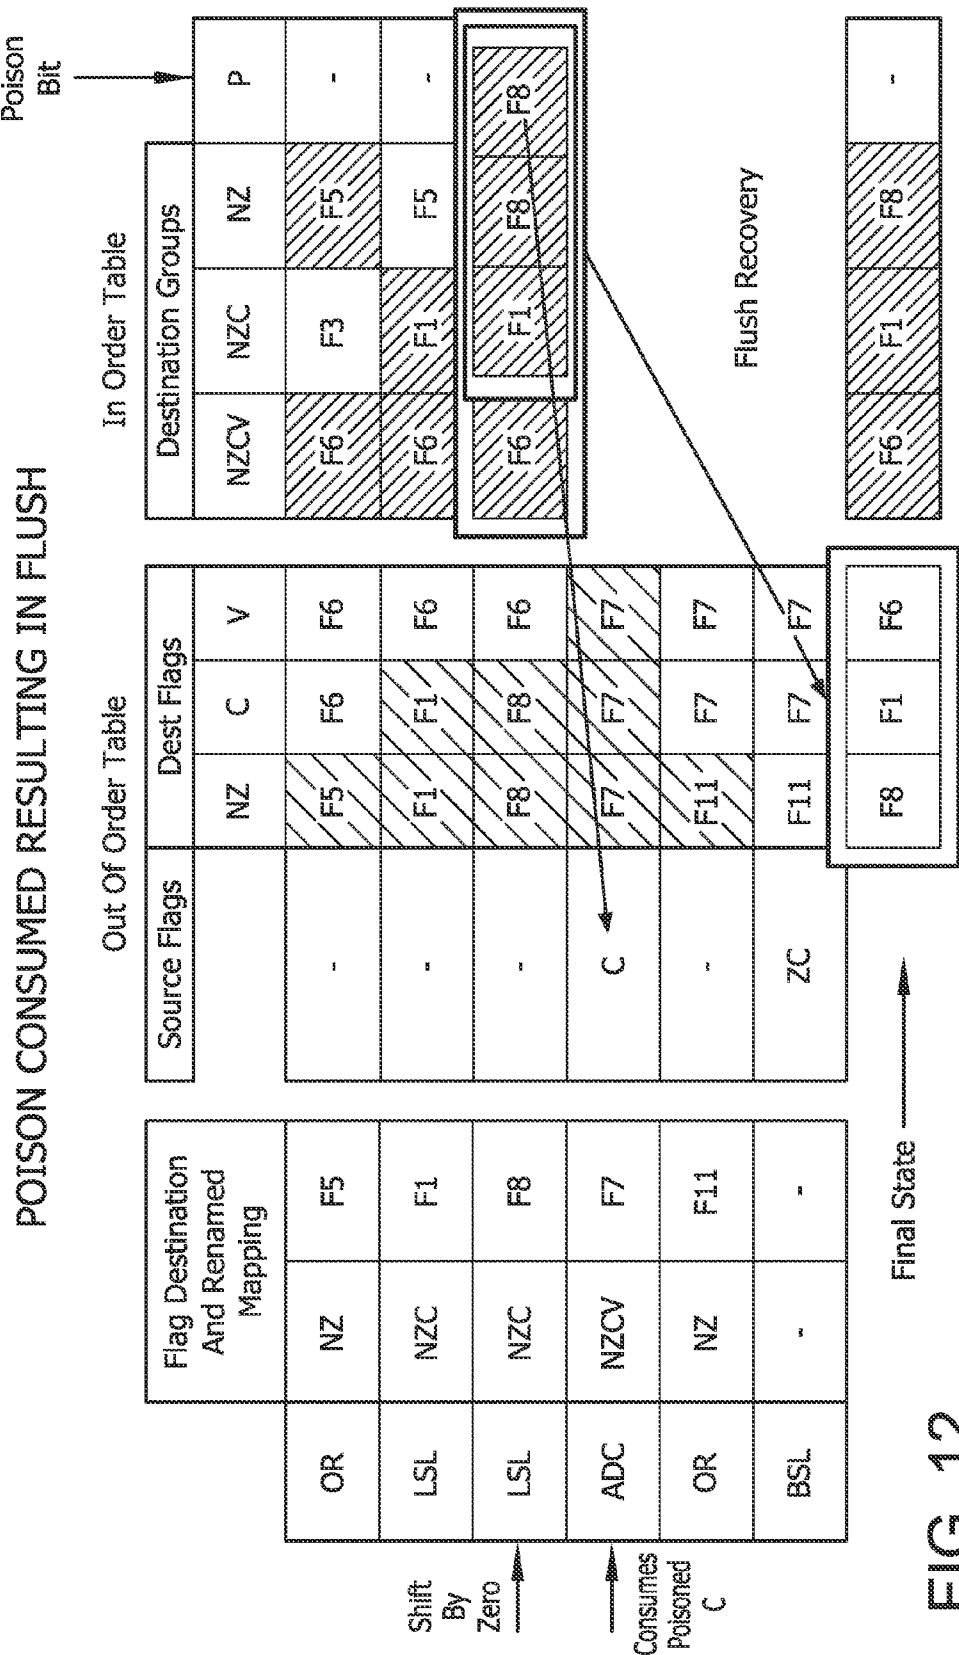 POISON CONSUMED RESULTING IN FLUSH
Poison
Bit
Out Of Order Table
In Order Table
Flag Destination
And Renamed
Mapping
Source Flags
Dest Flags
Destination Groups
NZ C V
NZCV NZC NZ P
OR NZ F5 - F5 F6 F6 F6 F3 F5 -
LSL NZC F1 - F1 F1 F6 F6 F1 F5 -
Shift
By
Zero
LSL NZC F8 - F8 F8 F6 F6 F1 F8 F8
ADC NZCV F7 C F7 F7 F7
Consumes
Poisoned
C
OR NZ F11 - F11 F7 F7
Flush Recovery
BSL - - ZC F11 F7 F7
Final State
F8 F1 F6
F6 F1 F8 -
FIG 12